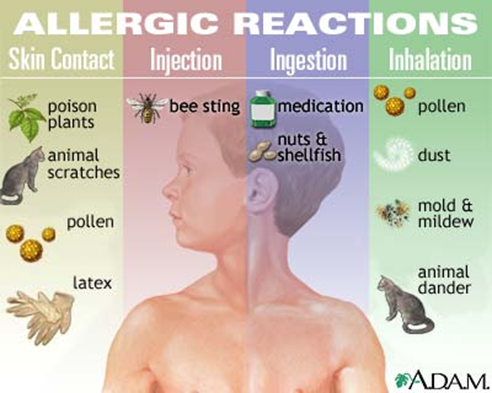 ALLERGIC REACTIONS
Skin Contact
poison
plants
animal
scratches
pollen
latex
Injection
bee sting
Ingestion
medication
nuts &
shellfish
Inhalation
pollen
dust
mold &
mildew
animal
dander
A.D.A.M.